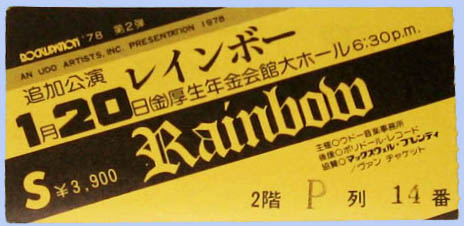 ROCKUPATION '78 第2弾
AN UDO ARTISTS, INC. PRESENTATION 1978
追加公演 レインボー
1月20日(金)厚生年金会館大ホール6:30p.m.
Rainbow
主催○ウドー音楽事務所
後援○ポリドール・レコード
協賛○マックスウェル・プレンティ
/ヴァン チャケット
S ¥3,900
2階 P 列 14 番